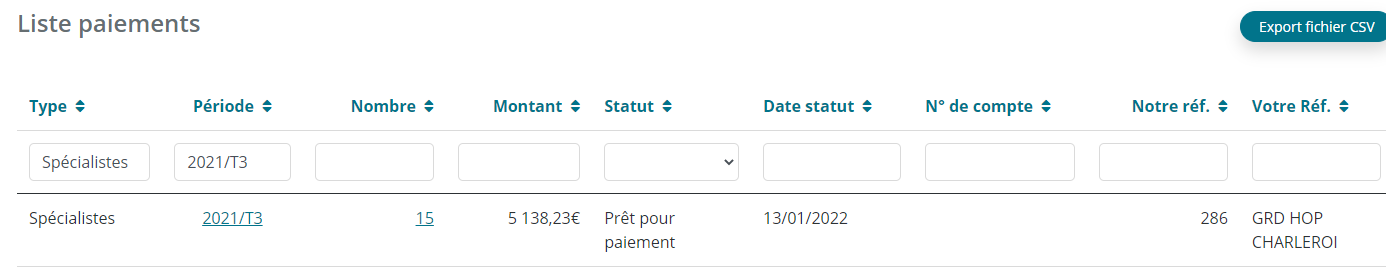 Liste paiements
Export fichier CSV
Type Période Nombre Montant Statut Date statut N° de compte Notre réf. Votre Réf.
Spécialistes 2021/T3
Spécialistes 2021/T3 15 5 138,23€ Prêt pour 13/01/2022 286 GRD HOP
paiement CHARLEROI